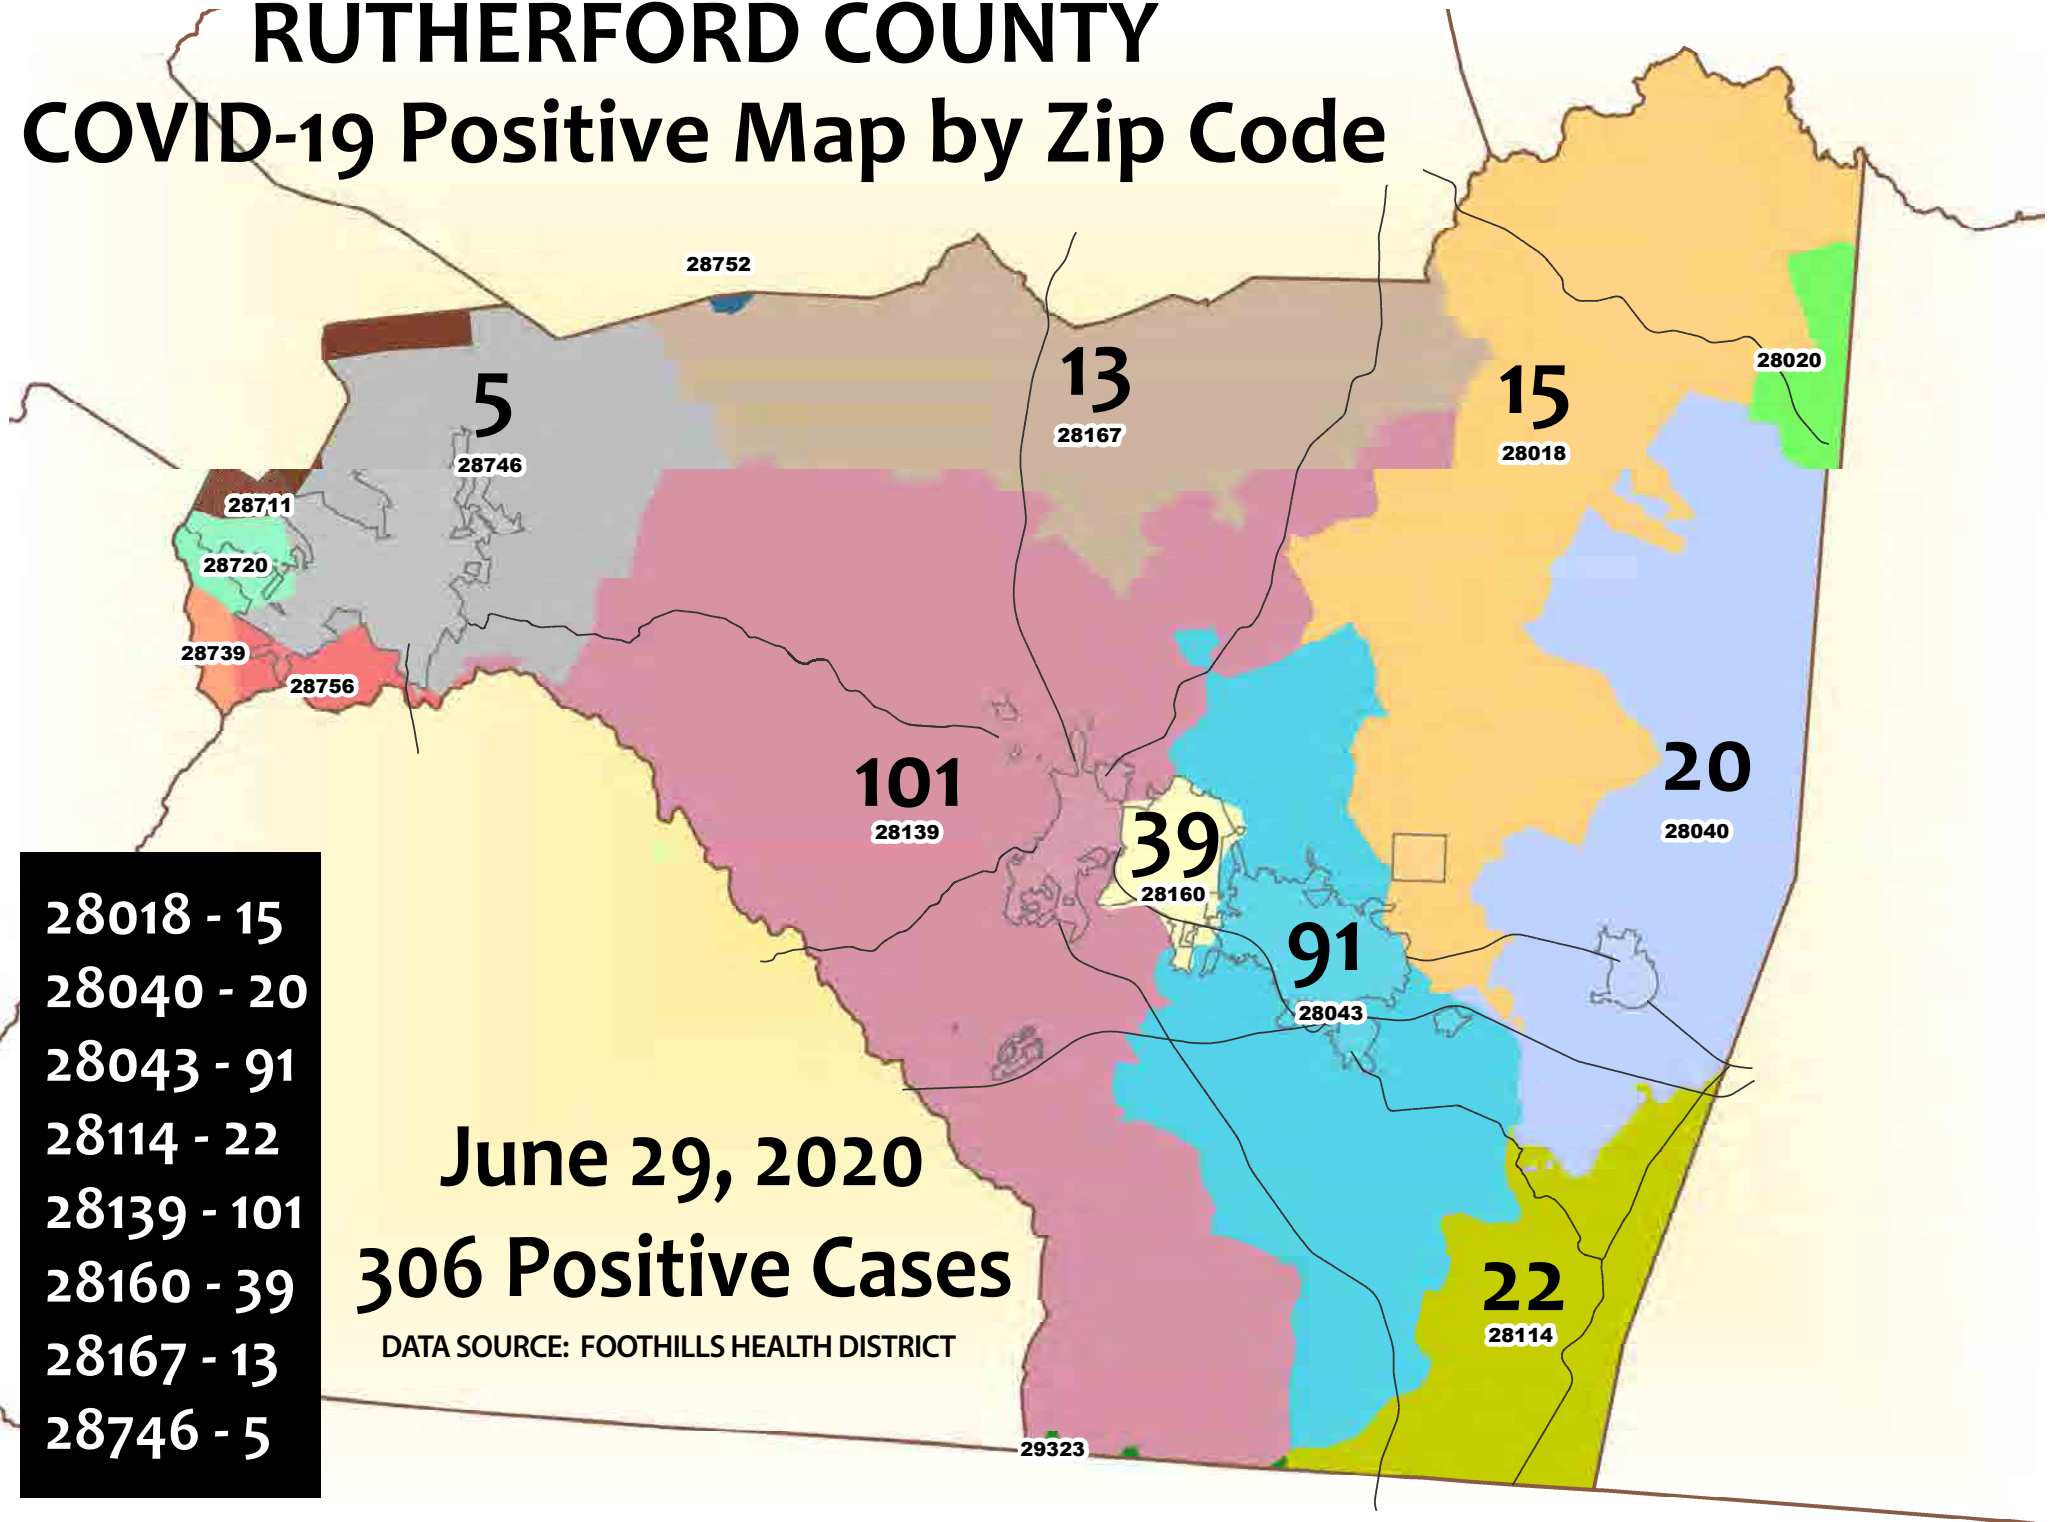 RUTHERFORD COUNTY
COVID-19 Positive Map by Zip Code
28752
13
28167
15
28018
28020
5
28746
28711
28720
28739
28756
101
28139
39
28160
20
28040
91
28043
28018 - 15
28040 - 20
28043 - 91
28114 - 22
28139 - 101
28160 - 39
28167 - 13
28746 - 5
June 29, 2020
306 Positive Cases
DATA SOURCE: FOOTHILLS HEALTH DISTRICT
22
28114
29323